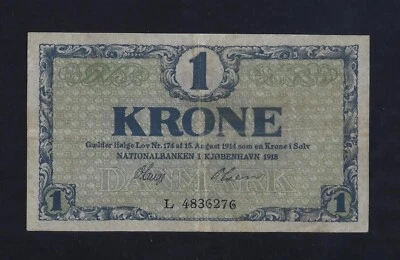 1
KRONE
Gælder ifølge Lov Nr. 174 af 15. August 1914 som en Krone i Sølv
NATIONALBANKEN I KJØBENHAVN 1918
DANMARK
L 4836276
1 1